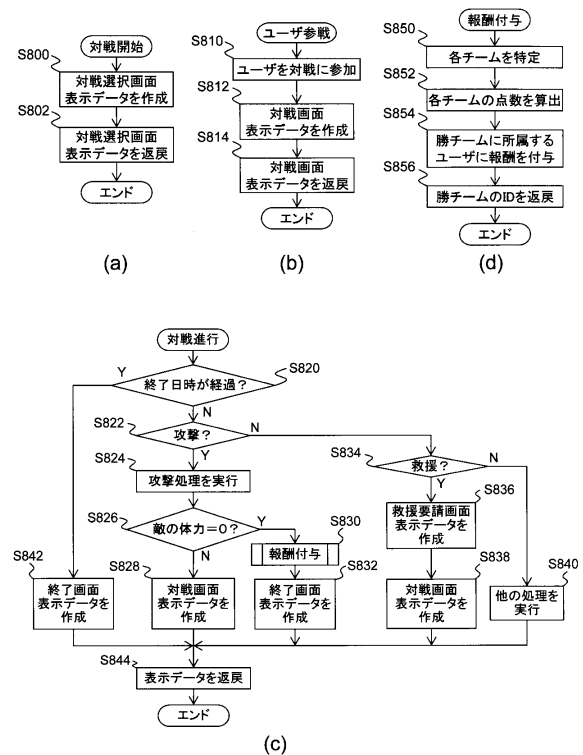 対戦開始
S800
対戦選択画面
表示データを作成
S802
対戦選択画面
表示データを返戻
エンド
(a)
ユーザ参戦
S810
ユーザを対戦に参加
S812
対戦画面
表示データを作成
S814
対戦画面
表示データを返戻
エンド
(b)
報酬付与
S850
各チームを特定
S852
各チームの点数を算出
S854
勝チームに所属する
ユーザに報酬を付与
S856
勝チームのIDを返戻
エンド
(d)
対戦進行
S820
終了日時が経過?
Y
N
S822
攻撃?
N
Y
S834
救援?
N
Y
S824
攻撃処理を実行
S836
救援要請画面
表示データを
作成
S826
敵の体力=0?
Y
N
S830
報酬付与
S842
終了画面
表示データを
作成
S828
対戦画面
表示データを
作成
S832
終了画面
表示データを
作成
S838
対戦画面
表示データを
作成
S840
他の処理を
実行
S844
表示データを返戻
エンド
(c)